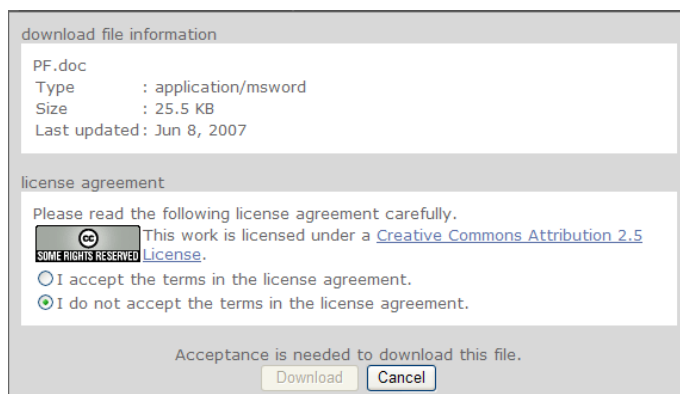 download file information
PF.doc
Type : application/msword
Size : 25.5 KB
Last updated : Jun 8, 2007
license agreement
Please read the following license agreement carefully.
cc
SOME RIGHTS RESERVED
This work is licensed under a Creative Commons Attribution 2.5
License.
I accept the terms in the license agreement.
I do not accept the terms in the license agreement.
Acceptance is needed to download this file.
Download Cancel